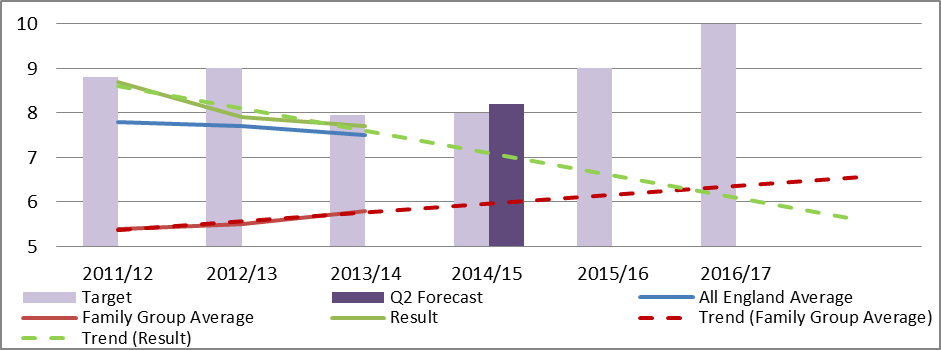 10
9
8
7
6
5
2011/12 2012/13 2013/14 2014/15 2015/16 2016/17
Target Q2 Forecast All England Average
Family Group Average Result Trend (Family Group Average)
Trend (Result)